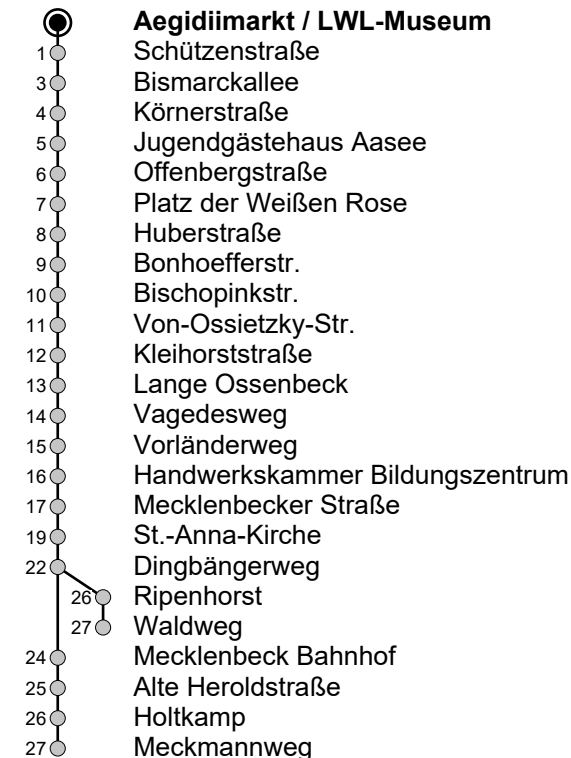 Aegidiimarkt / LWL-Museum
1 Schützenstraße
3 Bismarckallee
4 Körnerstraße
5 Jugendgästehaus Aasee
6 Offenbergstraße
7 Platz der Weißen Rose
8 Huberstraße
9 Bonhoefferstr.
10 Bischopinkstr.
11 Von-Ossietzky-Str.
12 Kleihorststraße
13 Lange Ossenbeck
14 Vagedesweg
15 Vorländerweg
16 Handwerkskammer Bildungszentrum
17 Mecklenbecker Straße
19 St.-Anna-Kirche
22 Dingbängerweg
26 Ripenhorst
27 Waldweg
24 Mecklenbeck Bahnhof
25 Alte Heroldstraße
26 Holtkamp
27 Meckmannweg